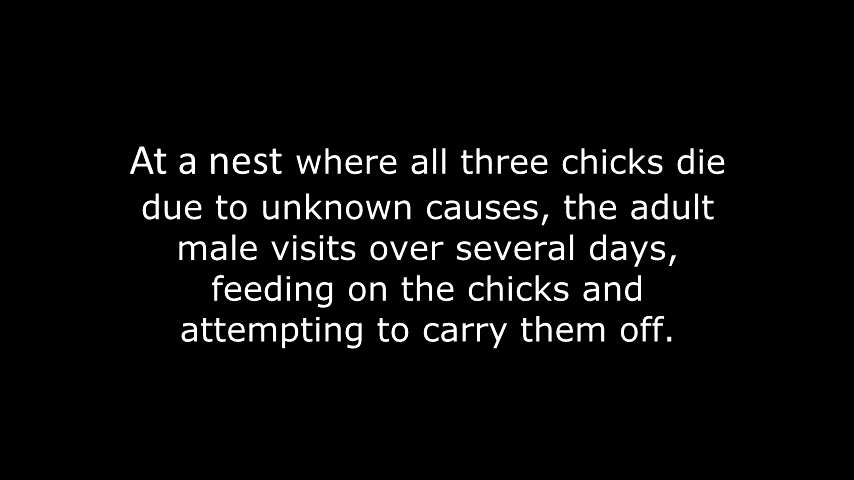 At a nest where all three chicks die
due to unknown causes, the adult
male visits over several days,
feeding on the chicks and
attempting to carry them off.